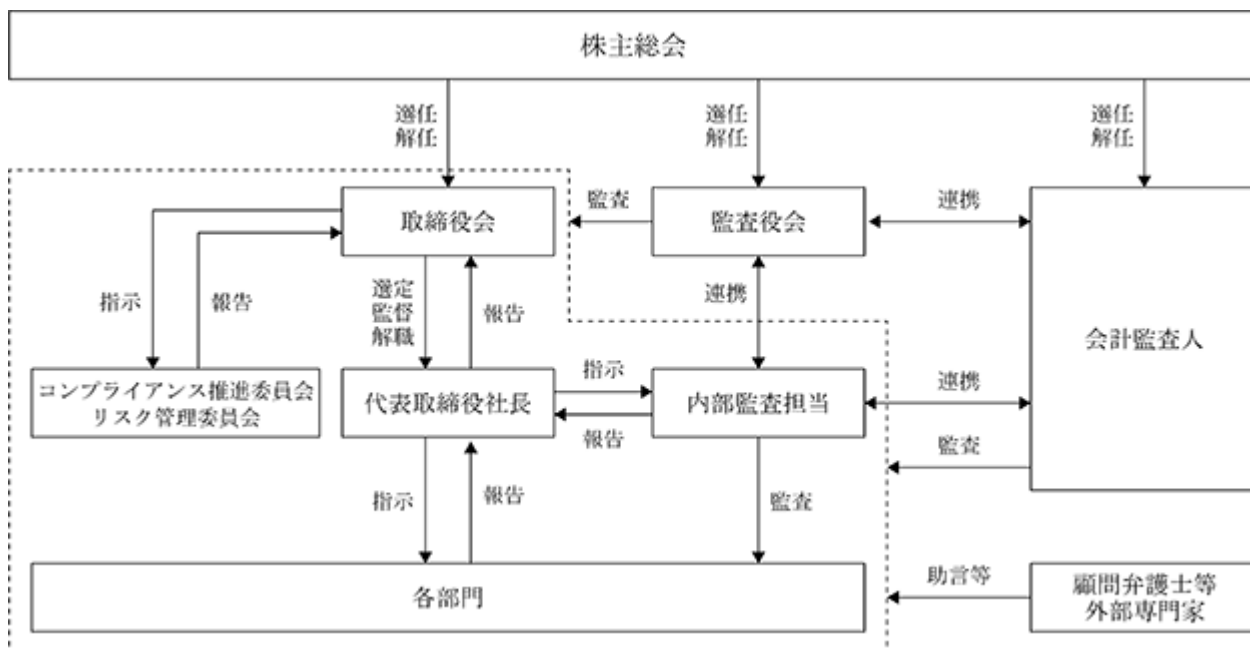 株主総会
選任
解任
選任
解任
選任
解任
取締役会
監査
監査役会
連携
指示
報告
選定
監督
解職
報告
連携
会計監査人
コンプライアンス推進委員会
リスク管理委員会
代表取締役社長
指示
報告
内部監査担当
連携
監査
指示
報告
監査
各部門
助言等
顧問弁護士等
外部専門家